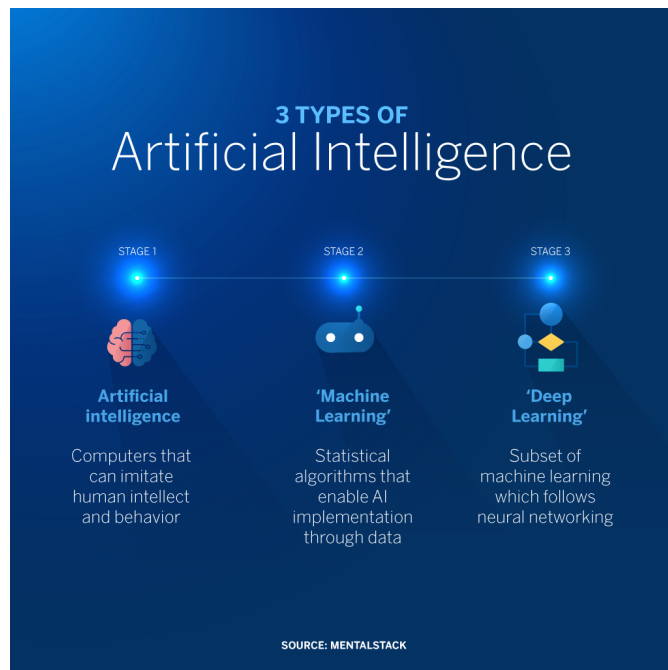 3 TYPES OF
Artificial Intelligence
STAGE 1
STAGE 2
STAGE 3
Artificial
intelligence
Computers that
can imitate
human intellect
and behavior
‘Machine
Learning’
Statistical
algorithms that
enable AI
implementation
through data
‘Deep
Learning’
Subset of
machine learning
which follows
neural networking
SOURCE: MENTALSTACK